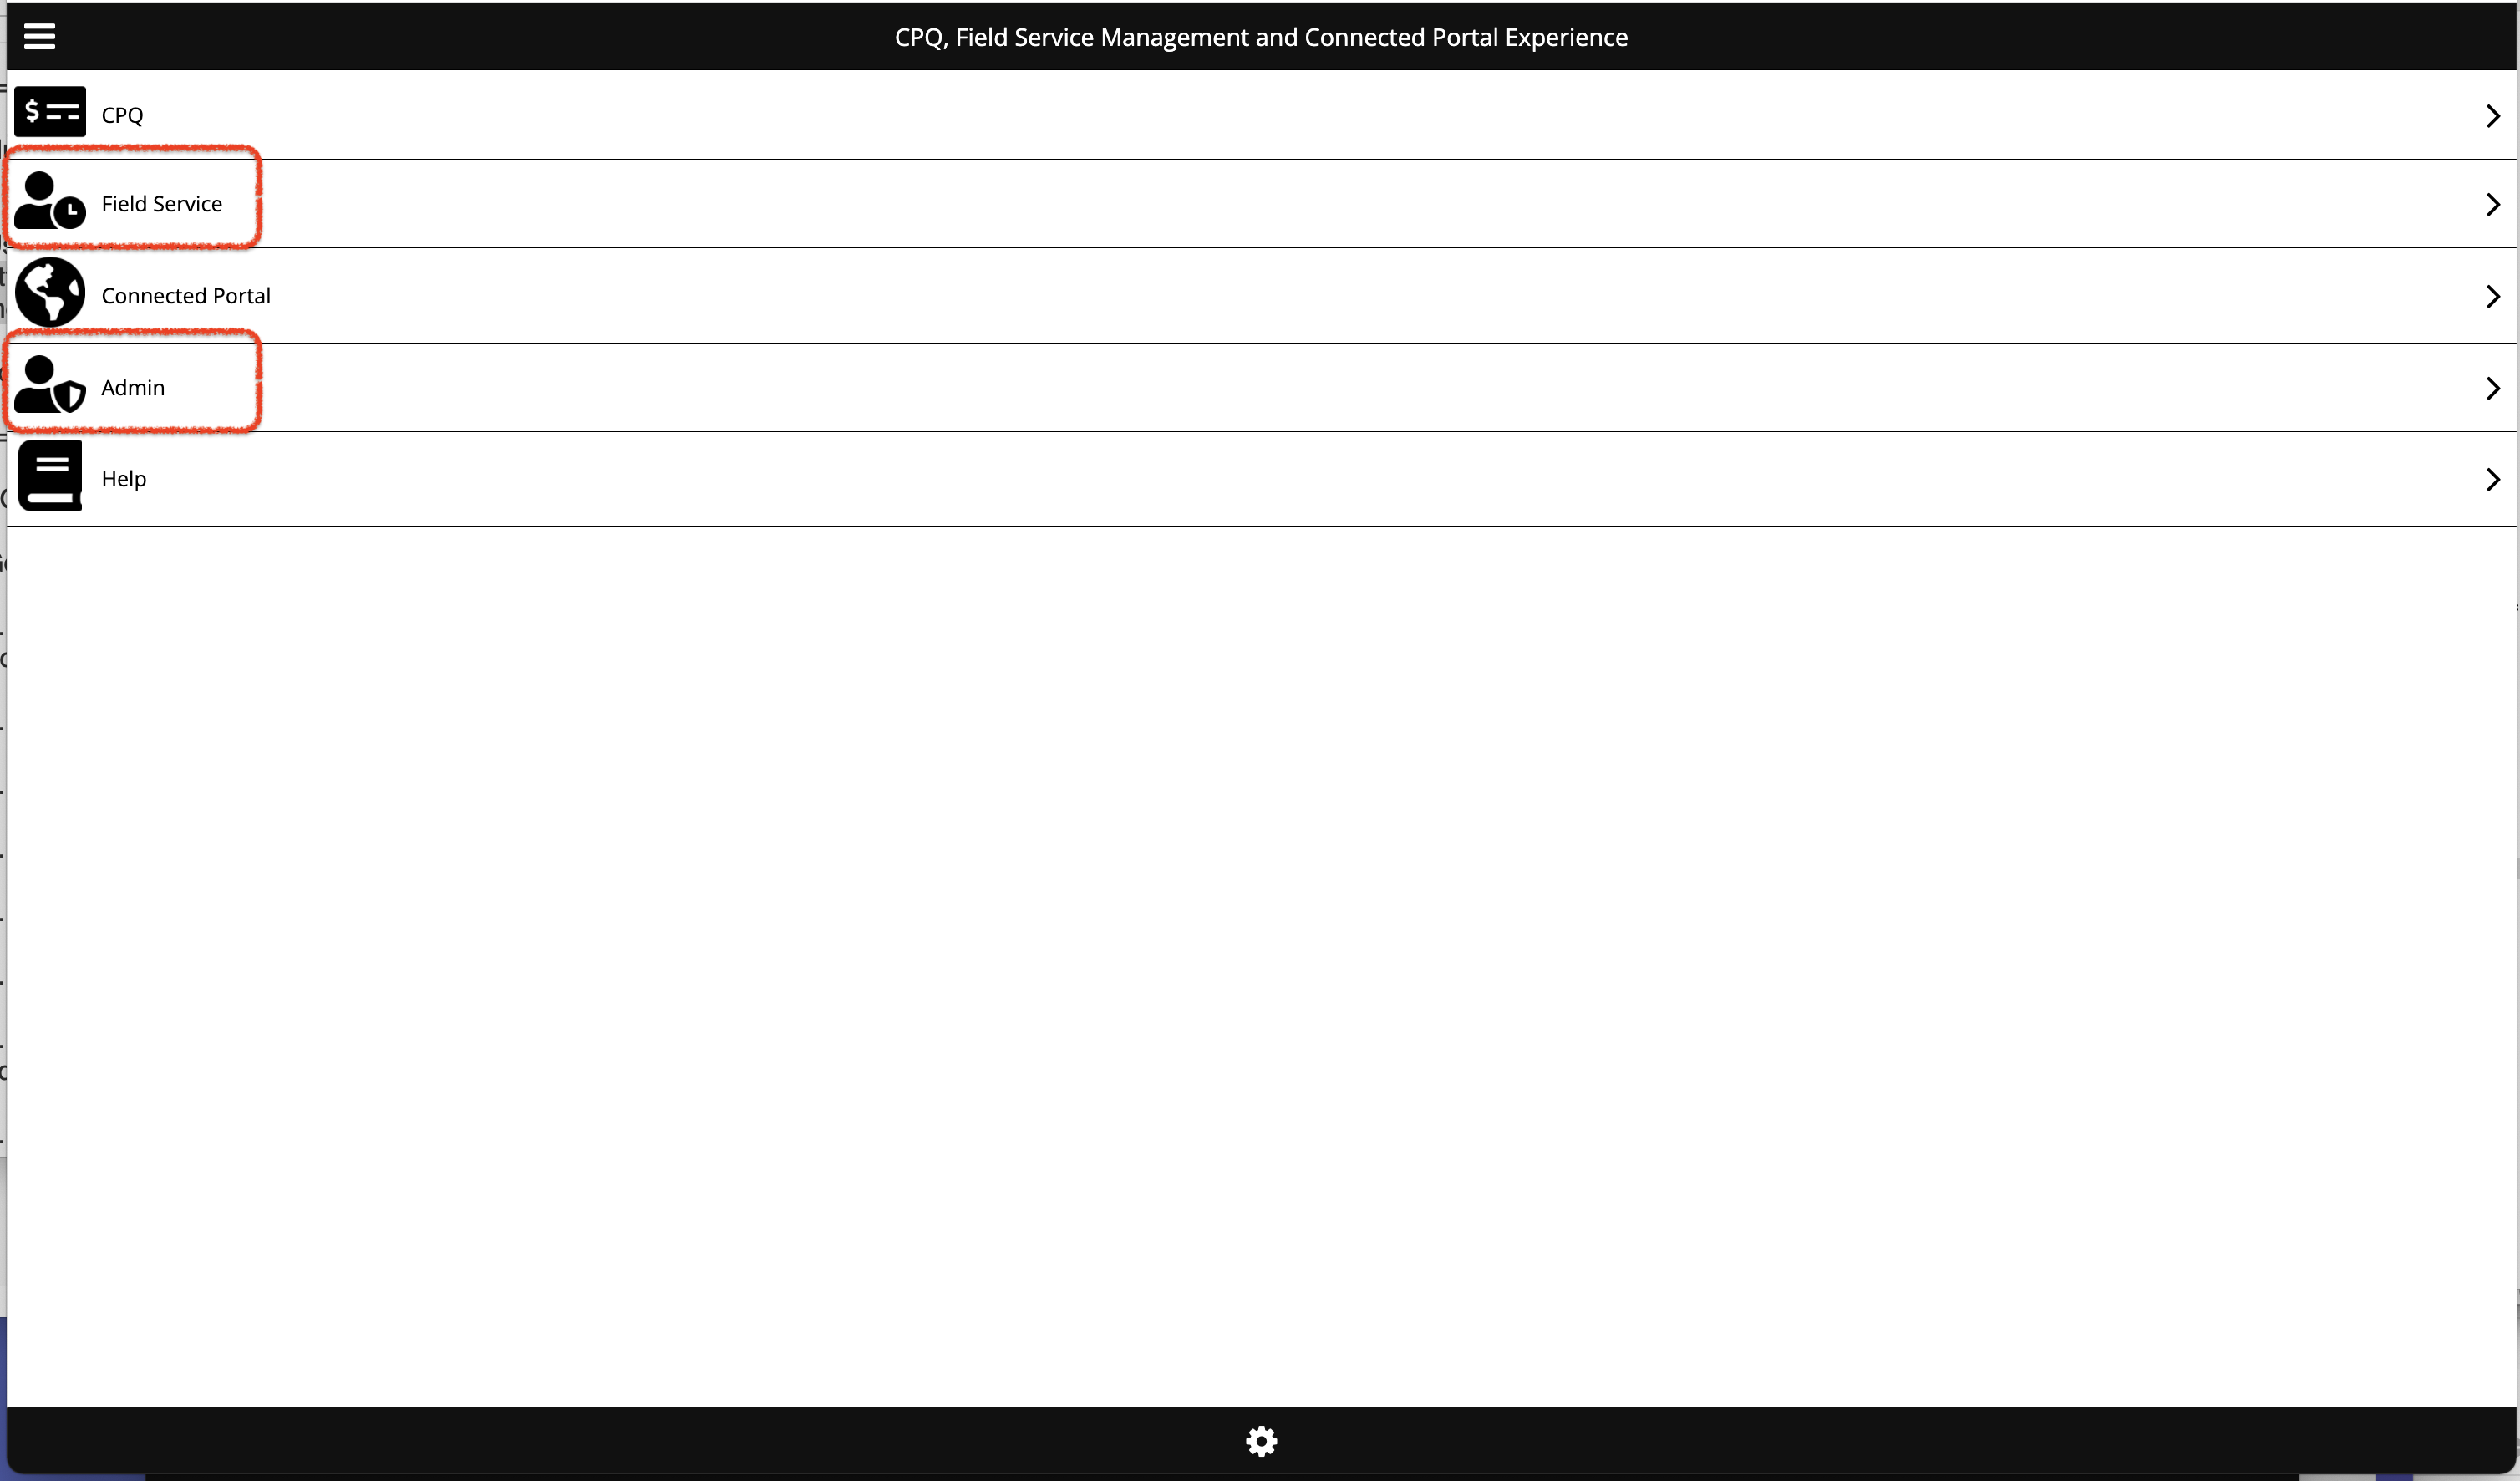 CPQ, Field Service Management and Connected Portal Experience
CPQ
Field Service
Connected Portal
Admin
Help